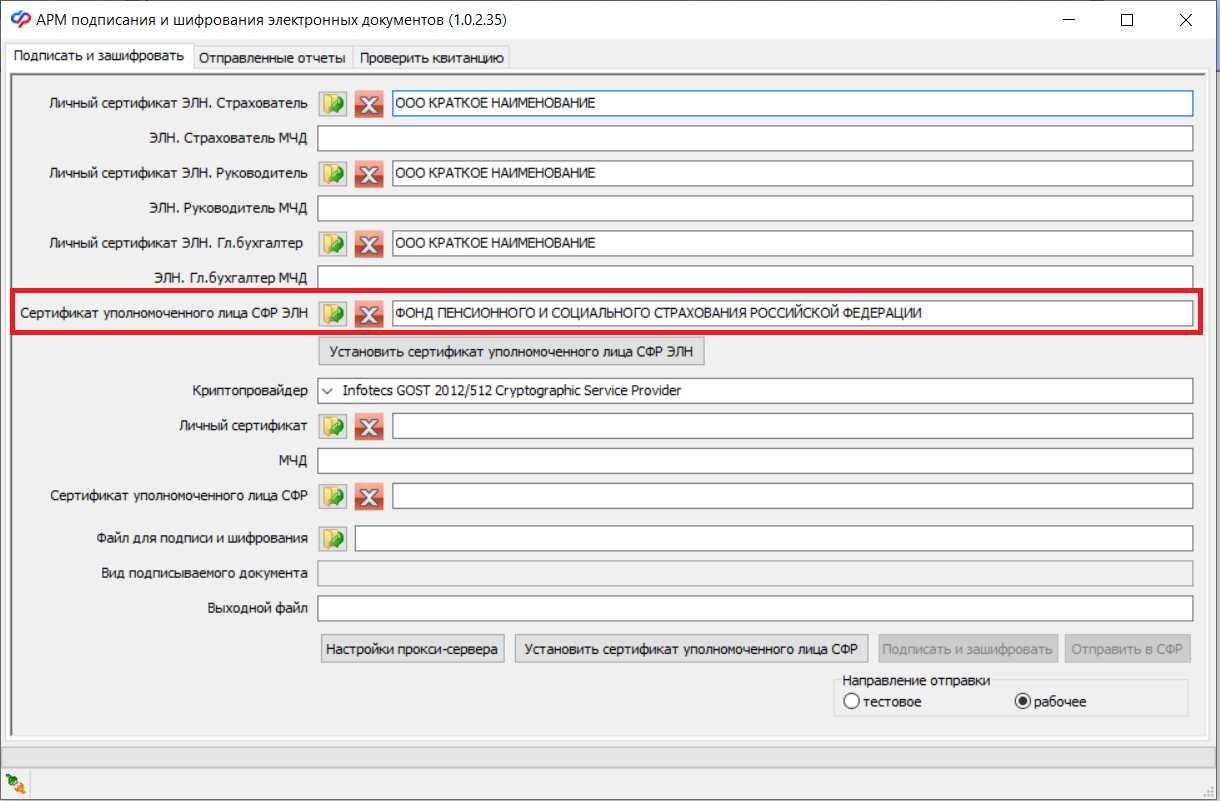 АРМ подписания и шифрования электронных документов (1.0.2.35)
Подписать и зашифровать Отправленные отчеты Проверить квитанцию
Личный сертификат ЭЛН. Страхователь ООО КРАТКОЕ НАИМЕНОВАНИЕ
ЭЛН. Страхователь МЧД
Личный сертификат ЭЛН. Руководитель ООО КРАТКОЕ НАИМЕНОВАНИЕ
ЭЛН. Руководитель МЧД
Личный сертификат ЭЛН. Гл.бухгалтер ООО КРАТКОЕ НАИМЕНОВАНИЕ
ЭЛН. Гл.бухгалтер МЧД
Сертификат уполномоченного лица СФР ЭЛН ФОНД ПЕНСИОННОГО И СОЦИАЛЬНОГО СТРАХОВАНИЯ РОССИЙСКОЙ ФЕДЕРАЦИИ
Установить сертификат уполномоченного лица СФР ЭЛН
Криптопровайдер Infotecs GOST 2012/512 Cryptographic Service Provider
Личный сертификат
МЧД
Сертификат уполномоченного лица СФР
Файл для подписи и шифрования
Вид подписываемого документа
Выходной файл
Настройки прокси-сервера Установить сертификат уполномоченного лица СФР Подписать и зашифровать Отправить в СФР
Направление отправки
тестовое рабочее